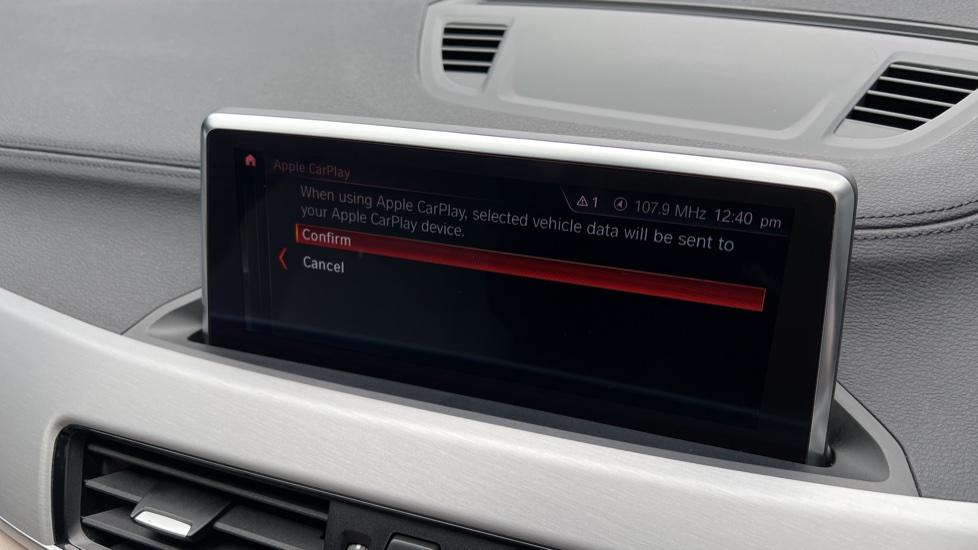 Apple CarPlay
1 107.9 MHz 12:40 pm
When using Apple CarPlay, selected vehicle data will be sent to
your Apple CarPlay device.
Confirm
Cancel